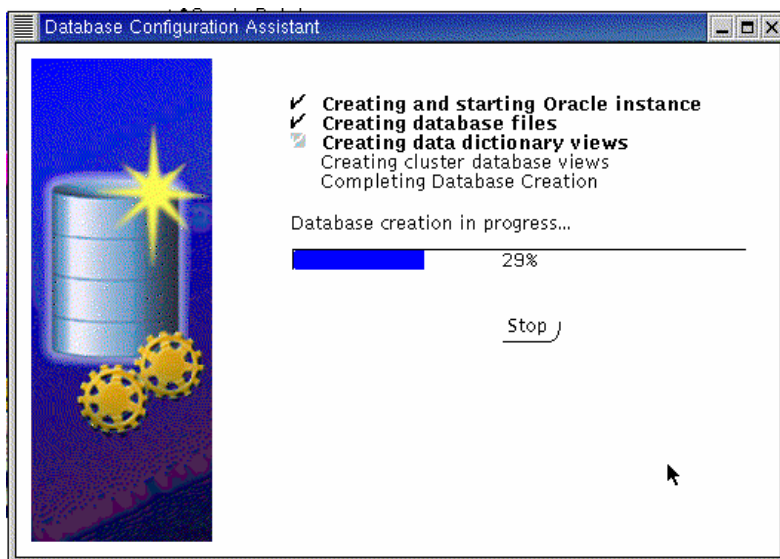 Database Configuration Assistant
Creating and starting Oracle instance
Creating database files
Creating data dictionary views
Creating cluster database views
Completing Database Creation
Database creation in progress...
29%
Stop